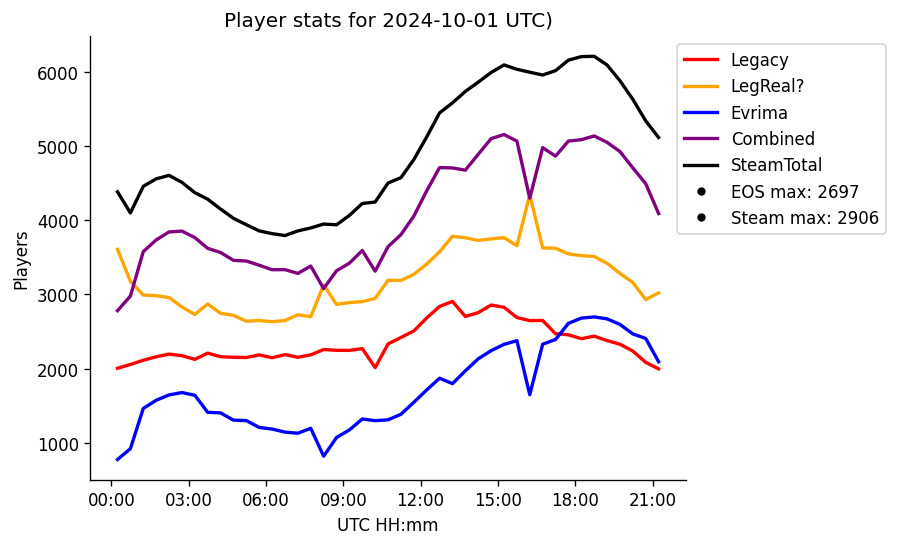 Player stats for 2024-10-01 UTC)
Legacy
LegReal?
Evrima
Combined
SteamTotal
EOS max: 2697
Steam max: 2906
Players
6000
5000
4000
3000
2000
1000
00:00 03:00 06:00 09:00 12:00 15:00 18:00 21:00
UTC HH:mm